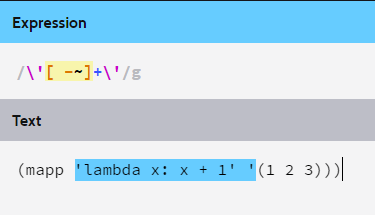 Expression
/\'[ -~]+\'/g
Text
(mapp 'lambda x: x + 1' '(1 2 3)))